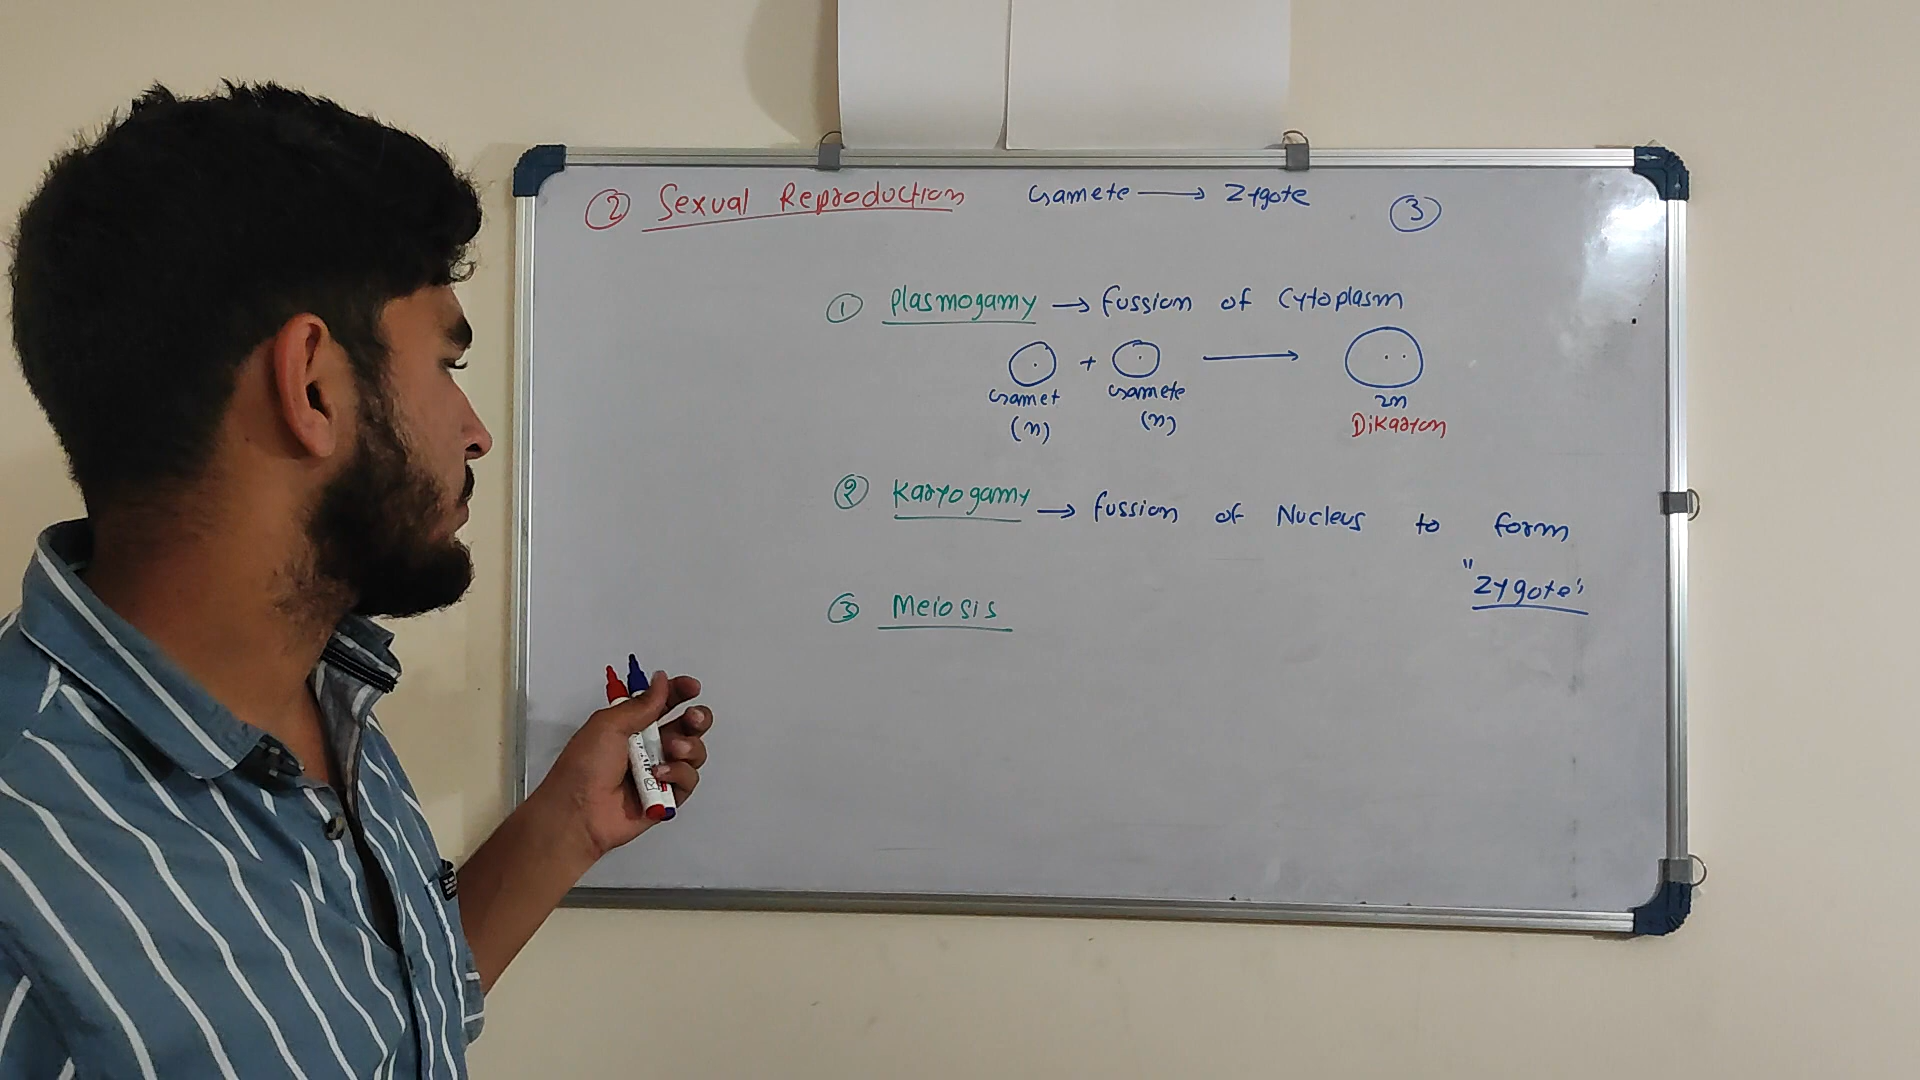 ② Sexual Reproduction Gamete → Zygote ③
① Plasmogamy → fussion of Cytoplasm
+ →
Gamet Gamete 2n
(n) (n) Dikaryon
② Karyogamy → fussion of Nucleus to form
"Zygote"
③ Meiosis